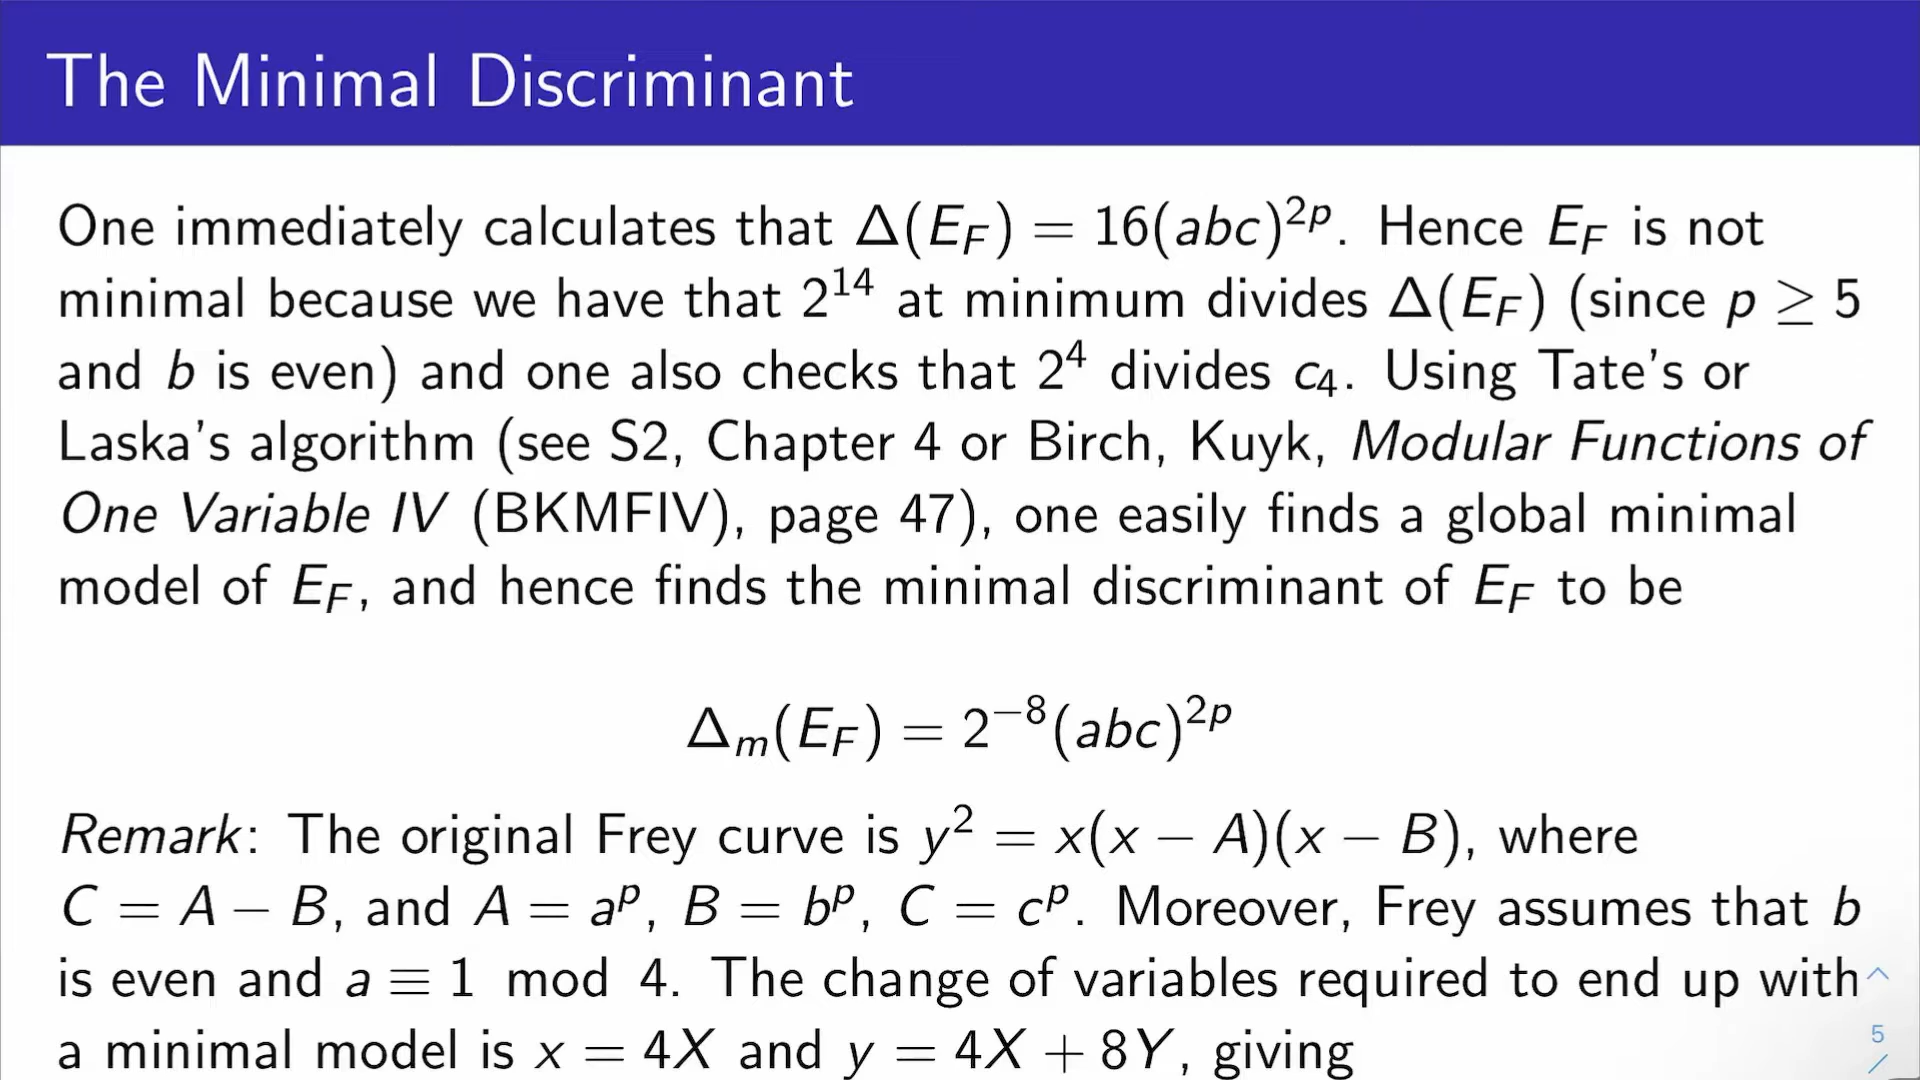 The Minimal Discriminant
One immediately calculates that Δ(E_F) = 16(abc)^{2p}. Hence E_F is not
minimal because we have that 2^{14} at minimum divides Δ(E_F) (since p ≥ 5
and b is even) and one also checks that 2^4 divides c_4. Using Tate's or
Laska's algorithm (see S2, Chapter 4 or Birch, Kuyk, Modular Functions of
One Variable IV (BKMFIV), page 47), one easily finds a global minimal
model of E_F, and hence finds the minimal discriminant of E_F to be
Δ_m(E_F) = 2^{−8}(abc)^{2p}
Remark: The original Frey curve is y^2 = x(x − A)(x − B), where
C = A − B, and A = a^p, B = b^p, C = c^p. Moreover, Frey assumes that b
is even and a ≡ 1 mod 4. The change of variables required to end up with
a minimal model is x = 4X and y = 4X + 8Y, giving
5